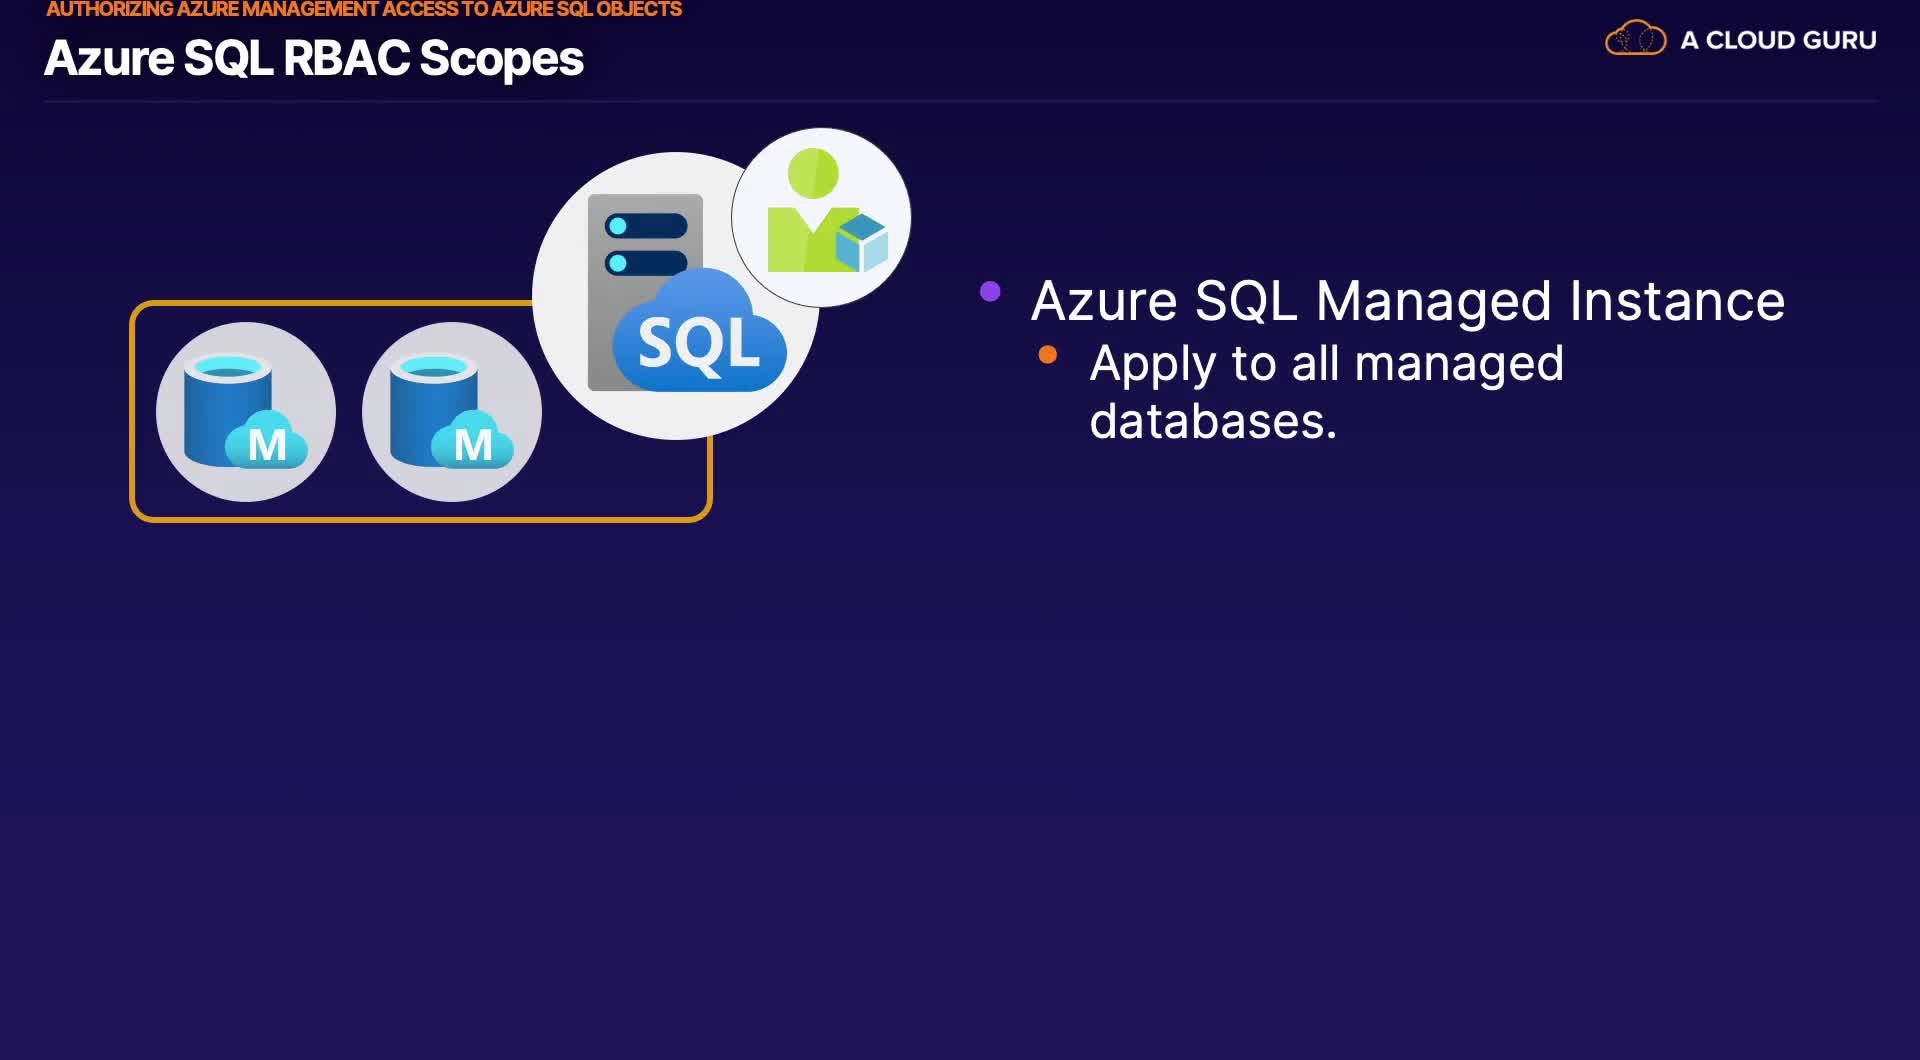 AUTHORIZING AZURE MANAGEMENT ACCESS TO AZURE SQL OBJECTS
Azure SQL RBAC Scopes
A CLOUD GURU
SQL
M
M
Azure SQL Managed Instance
Apply to all managed
databases.